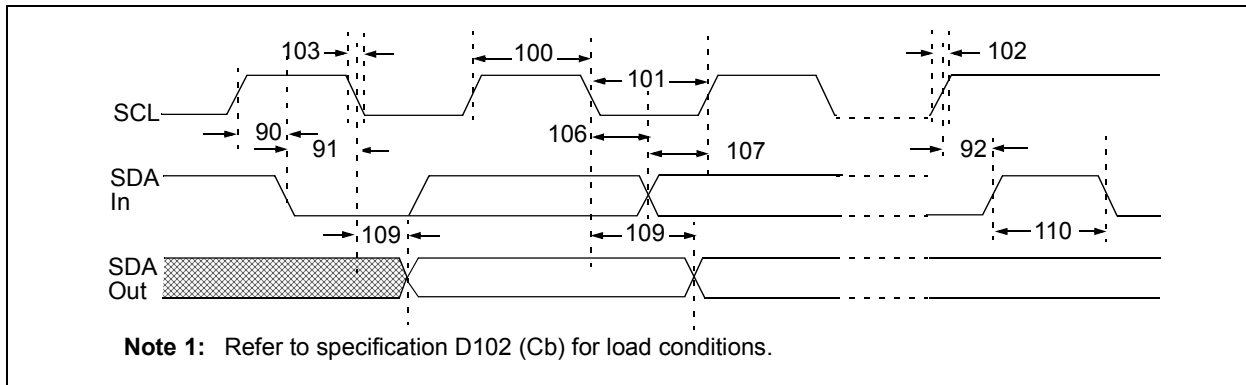 103
100
101
102
SCL
90
91
106
107
92
SDA
In
109
109
110
SDA
Out
Note 1: Refer to specification D102 (Cb) for load conditions.